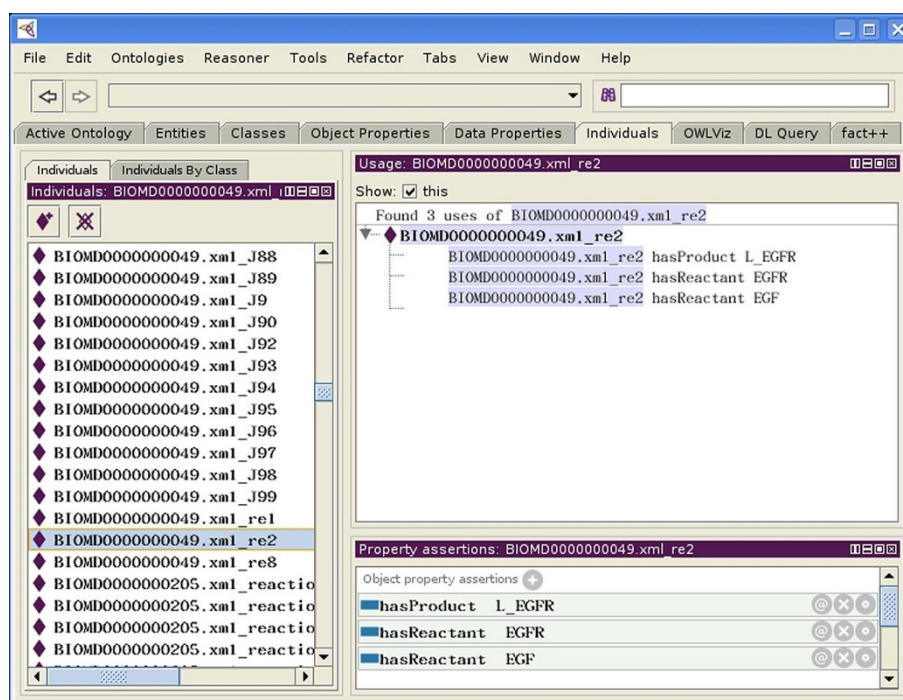 File Edit Ontologies Reasoner Tools Refactor Tabs View Window Help
Active Ontology Entities Classes Object Properties Data Properties Individuals OWLViz DL Query fact++
Individuals Individuals By Class
Individuals: BIOMD0000000049.xml_
BIOMD0000000049.xml_J88
BIOMD0000000049.xml_J89
BIOMD0000000049.xml_J9
BIOMD0000000049.xml_J90
BIOMD0000000049.xml_J92
BIOMD0000000049.xml_J93
BIOMD0000000049.xml_J94
BIOMD0000000049.xml_J95
BIOMD0000000049.xml_J96
BIOMD0000000049.xml_J97
BIOMD0000000049.xml_J98
BIOMD0000000049.xml_J99
BIOMD0000000049.xml_re1
BIOMD0000000049.xml_re2
BIOMD0000000049.xml_re8
BIOMD0000000205.xml_reactio
BIOMD0000000205.xml_reactio
BIOMD0000000205.xml_reactio
BIOMD0000000205.xml_reactio
Usage: BIOMD0000000049.xml_re2
Show: this
Found 3 uses of BIOMD0000000049.xml_re2
BIOMD0000000049.xml_re2
BIOMD0000000049.xml_re2 hasProduct L_EGFR
BIOMD0000000049.xml_re2 hasReactant EGFR
BIOMD0000000049.xml_re2 hasReactant EGF
Property assertions: BIOMD0000000049.xml_re2
Object property assertions
hasProduct L_EGFR
hasReactant EGFR
hasReactant EGF